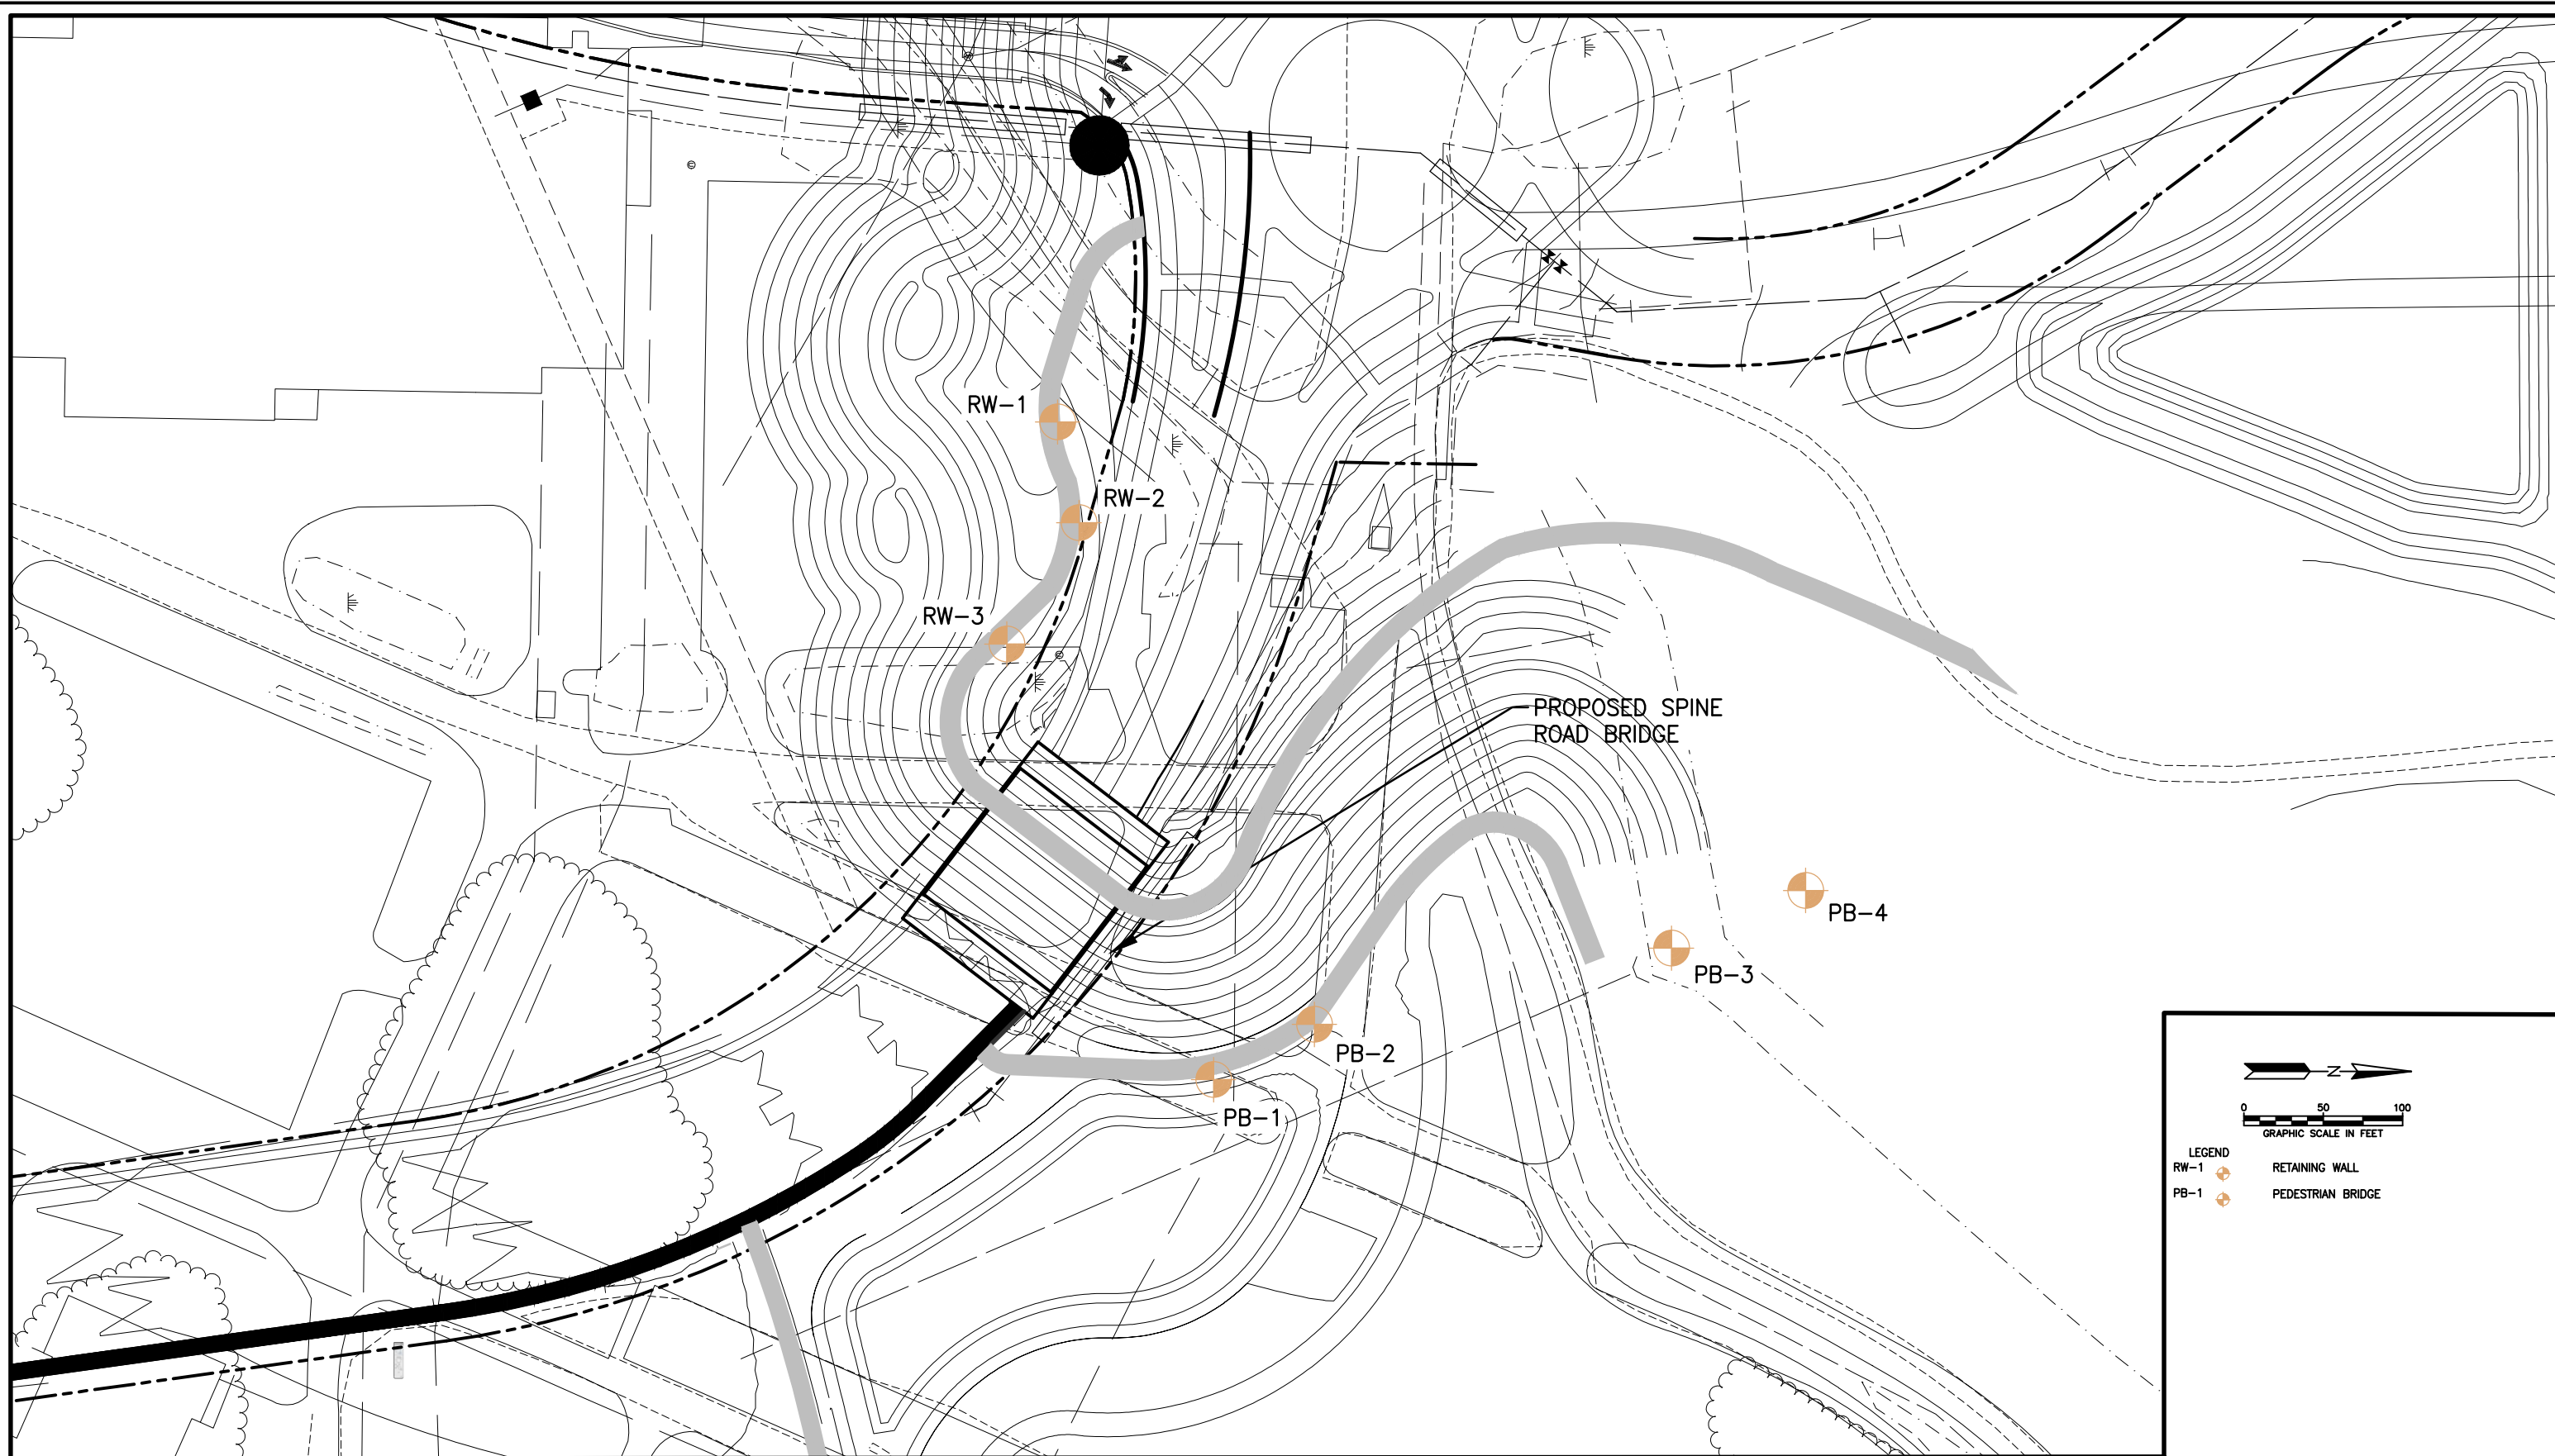 RW-1
RW-2
RW-3
PROPOSED SPINE
ROAD BRIDGE
PB-4
PB-3
PB-2
PB-1
N
0 50 100
GRAPHIC SCALE IN FEET
LEGEND
RW-1 RETAINING WALL
PB-1 PEDESTRIAN BRIDGE